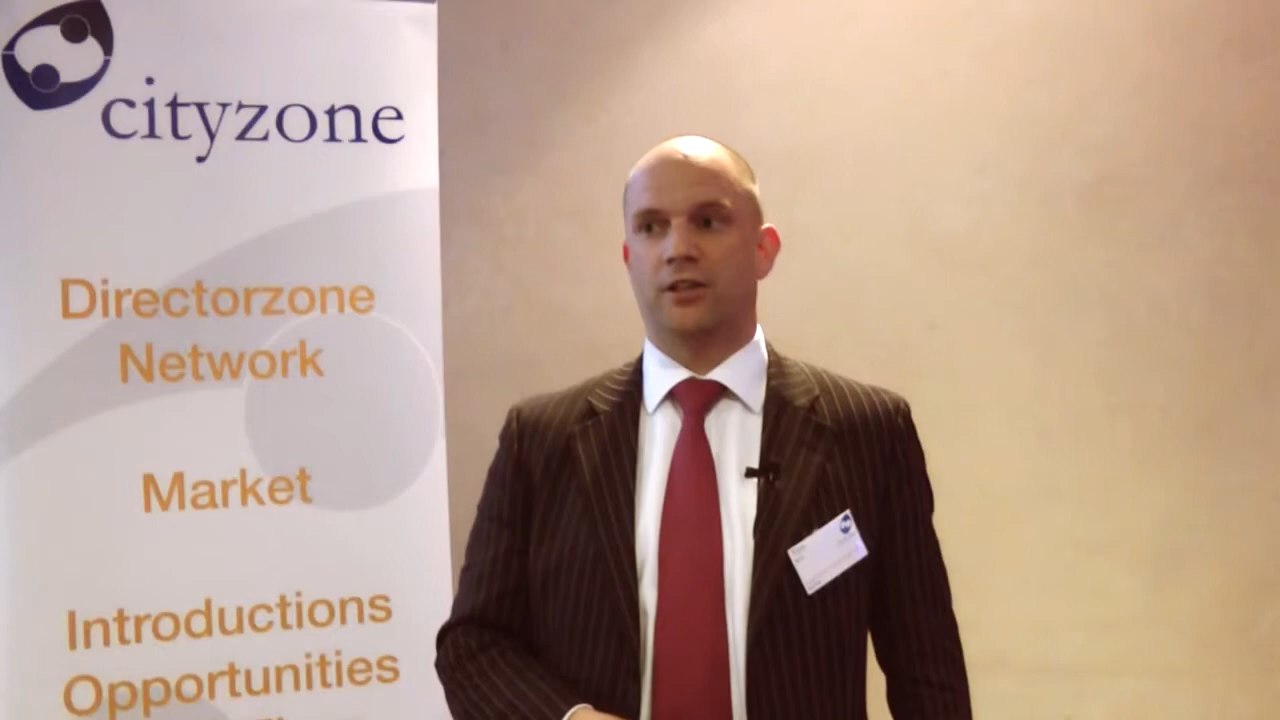 cityzone
Directorzone
Network
Market
Introductions
Opportunities